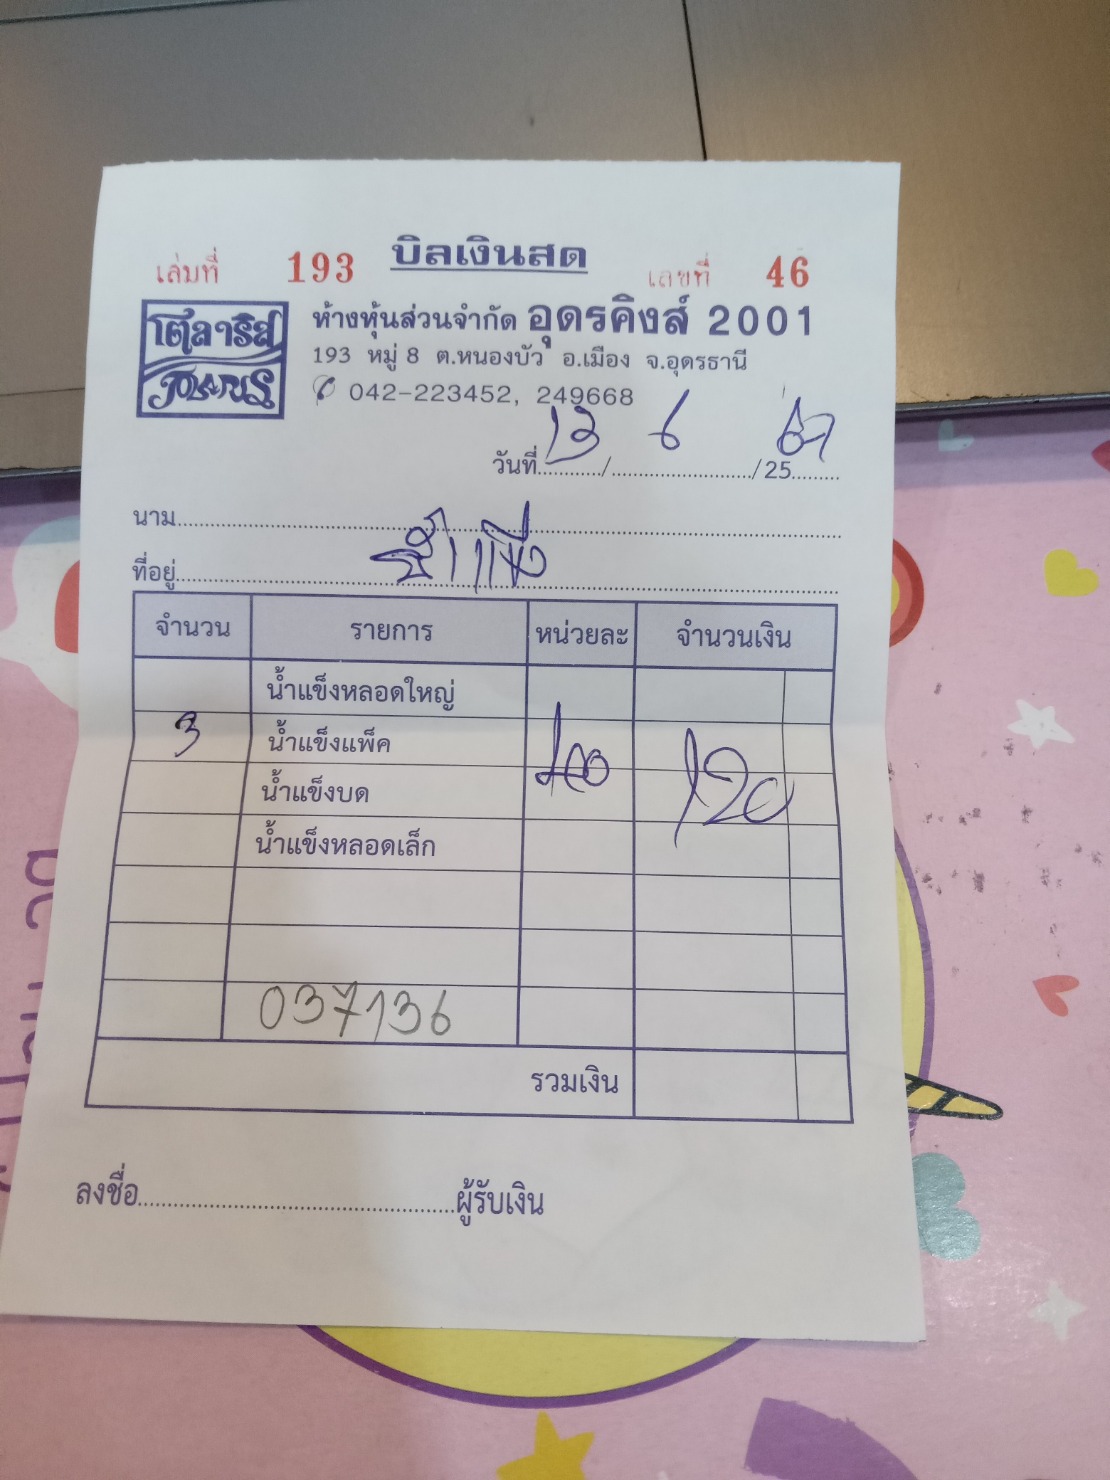 บิลเงินสด
เล่มที่ 193 เลขที่ 46
โตลาริส
TOLARIS
ห้างหุ้นส่วนจำกัด อุดรคิงส์ 2001
193 หมู่ 8 ต.หนองบัว อ.เมือง จ.อุดรธานี
042-223452, 249668
วันที่ 13 / 6 / 25 67
นาม
ที่อยู่ น้ำแข็ง
จำนวน รายการ หน่วยละ จำนวนเงิน
น้ำแข็งหลอดใหญ่
3 น้ำแข็งแพ็ค 120
น้ำแข็งบด
น้ำแข็งหลอดเล็ก
037136
รวมเงิน
ลงชื่อ ผู้รับเงิน